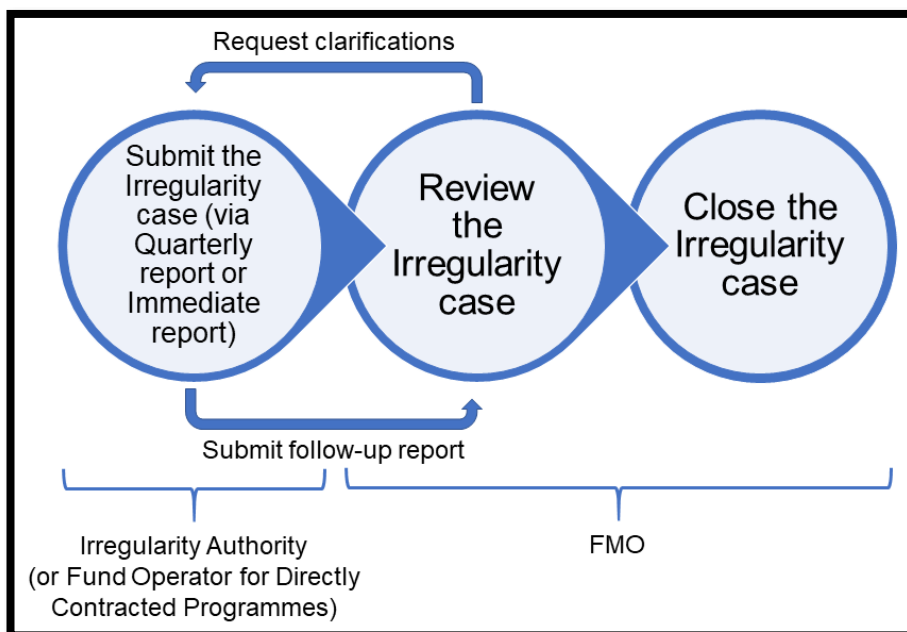 Request clarifications
Submit the
Irregularity
case (via
Quarterly
report or
Immediate
report)
Review
the
Irregularity
case
Close the
Irregularity
case
Submit follow-up report
Irregularity Authority
(or Fund Operator for Directly
Contracted Programmes)
FMO